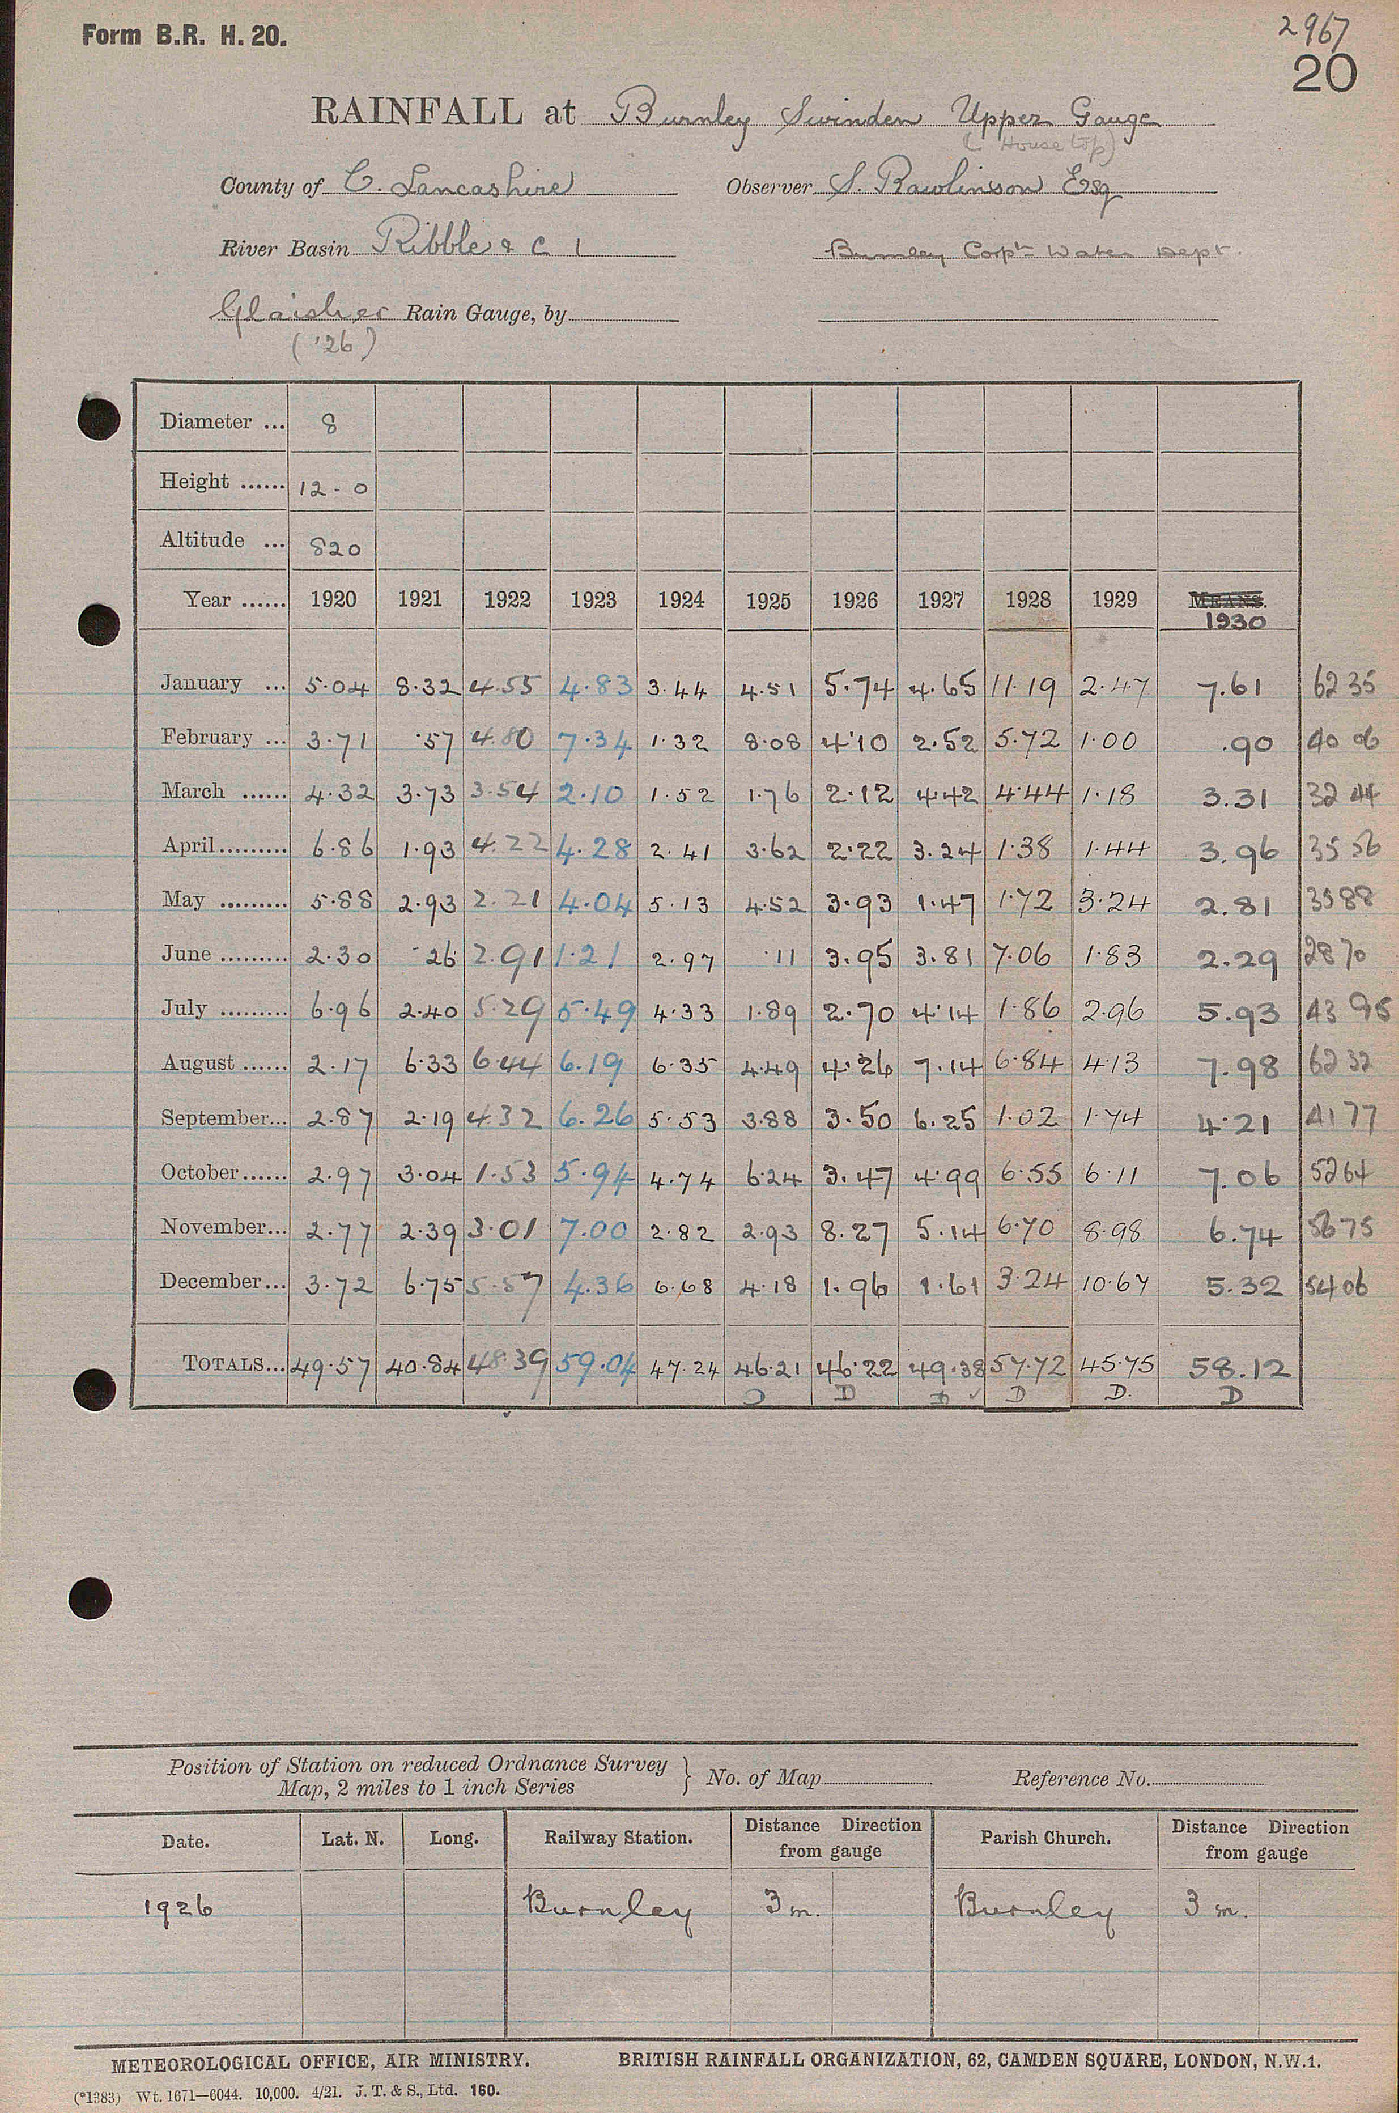 Form B.R. H. 20.
2967
20
RAINFALL at Burnley Swinden Upper Gauge
(House top)
County of C. Lancashire Observer S. Rawlinson Esq
River Basin Ribble & C 1 Burnley Corpn Water Dept.
Glaisher Rain Gauge, by
('26)
Diameter ... 8
Height ...... 12-0
Altitude ... 820
Year ...... 1920 1921 1922 1923 1924 1925 1926 1927 1928 1929 MEANS.
1930
January ... 5.04 8.32 4.55 4.83 3.44 4.51 5.74 4.65 11.19 2.47 7.61 62 35
February ... 3.71 .57 4.80 7.34 1.32 8.08 4.10 2.52 5.72 1.00 .90 40 06
March ...... 4.32 3.73 3.54 2.10 1.52 1.76 2.12 4.42 4.44 1.18 3.31 32 44
April......... 6.86 1.93 4.22 4.28 2.41 3.62 2.22 3.24 1.38 1.44 3.96 35 56
May ......... 5.88 2.93 2.21 4.04 5.13 4.52 3.93 1.47 1.72 3.24 2.81 35 88
June ......... 2.30 .26 2.91 1.21 2.97 .11 3.95 3.81 7.06 1.83 2.29 28 70
July ......... 6.96 2.40 5.29 5.49 4.33 1.89 2.70 4.14 1.86 2.96 5.93 43 95
August ...... 2.17 6.33 6.44 6.19 6.35 4.49 4.26 7.14 6.84 4.13 7.98 62 32
September... 2.87 2.19 4.32 6.26 5.53 3.88 3.50 6.25 1.02 1.74 4.21 41 77
October...... 2.97 3.04 1.53 5.94 4.74 6.24 3.47 4.99 6.55 6.11 7.06 52 64
November... 2.77 2.39 3.01 7.00 2.82 2.93 8.27 5.14 6.70 8.98 6.74 56 75
December... 3.72 6.75 5.57 4.36 6.68 4.18 1.96 1.61 3.24 10.67 5.32 54 06
TOTALS... 49.57 40.84 48.39 59.04 47.24 46.21 46.22 49.38 57.72 45.75 58.12
D D D ✓ D D. D
Position of Station on reduced Ordnance Survey
Map, 2 miles to 1 inch Series } No. of Map Reference No.
Date. Lat. N. Long. Railway Station. Distance Direction from gauge Parish Church. Distance Direction from gauge
1926 Burnley 3 m. Burnley 3 m.
METEOROLOGICAL OFFICE, AIR MINISTRY. BRITISH RAINFALL ORGANIZATION, 62, CAMDEN SQUARE, LONDON, N.W.1.
(*1383) Wt. 1671—6044. 10,000. 4/21. J. T. & S., Ltd. 160.